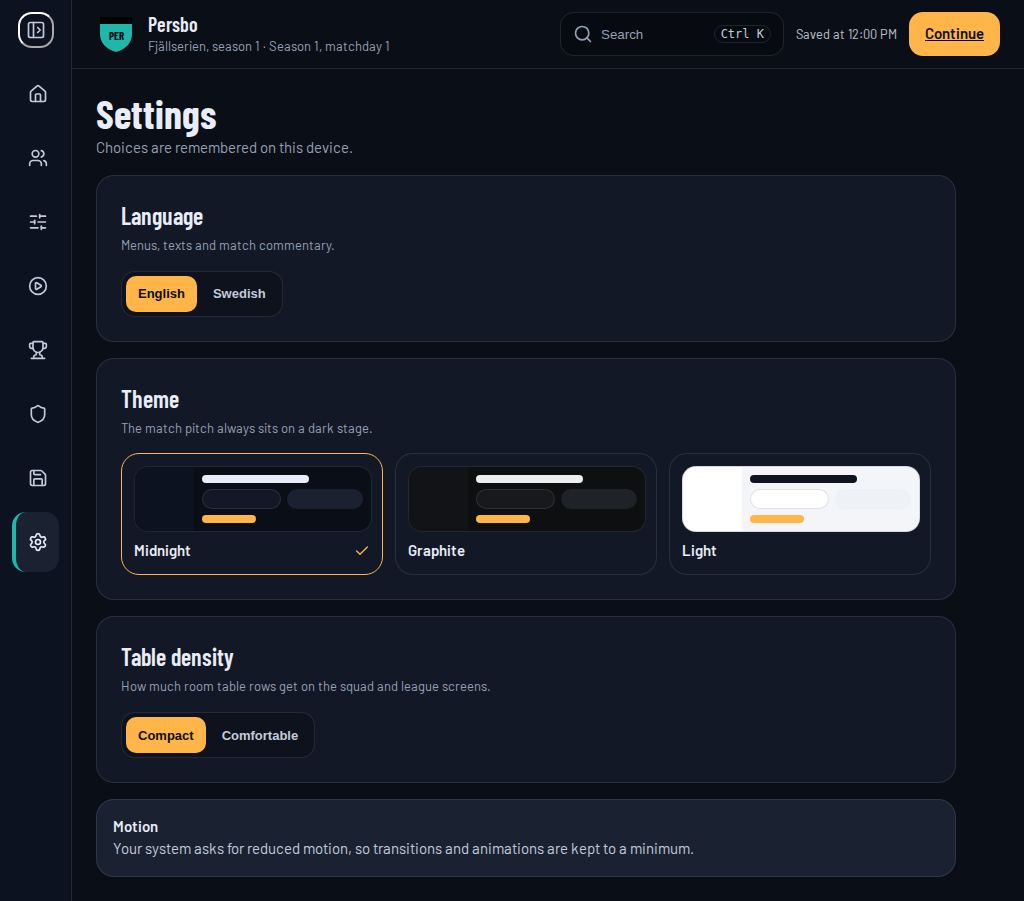 PER
Persbo
Fjällserien, season 1 · Season 1, matchday 1
Search
Ctrl K
Saved at 12:00 PM
Continue
Settings
Choices are remembered on this device.
Language
Menus, texts and match commentary.
English
Swedish
Theme
The match pitch always sits on a dark stage.
Midnight
Graphite
Light
Table density
How much room table rows get on the squad and league screens.
Compact
Comfortable
Motion
Your system asks for reduced motion, so transitions and animations are kept to a minimum.